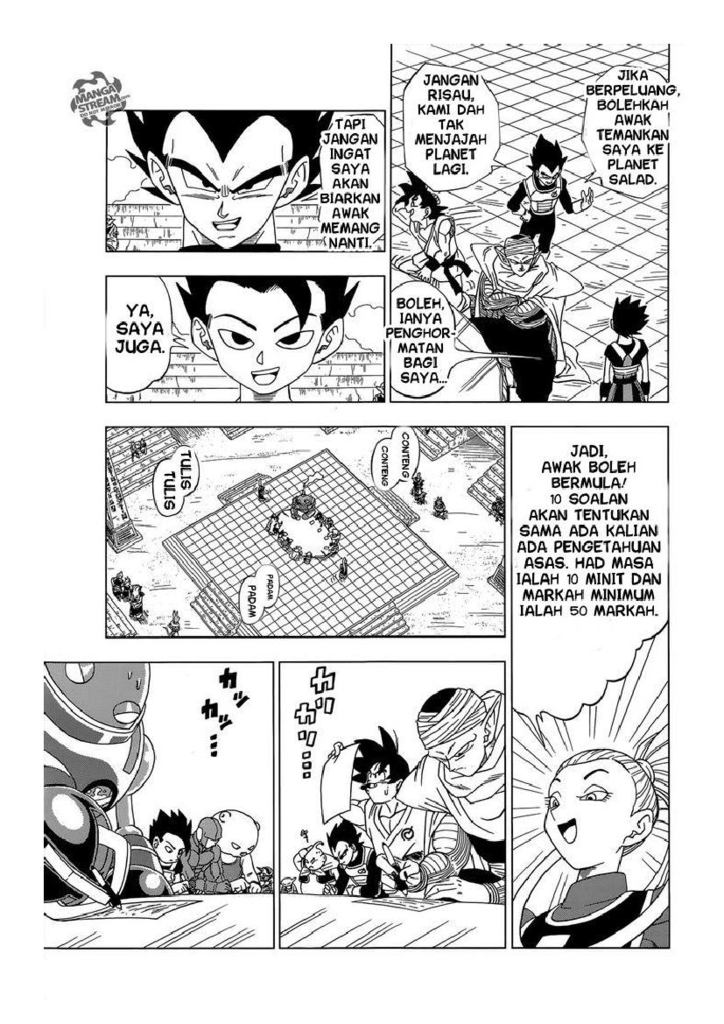 MANGA
STREAM.com
JIKA
BERPELUANG,
BOLEHKAH
AWAK
TEMANKAN
SAYA KE
PLANET
SALAD.
JANGAN
RISAU,
KAMI DAH
TAK
MENJAJAH
PLANET
LAGI.
BOLEH,
IANYA
PENGHOR-
MATAN
BAGI
SAYA...
TAPI
JANGAN
INGAT
SAYA
AKAN
BIARKAN
AWAK
MEMANG
NANTI.
YA,
SAYA
JUGA.
JADI,
AWAK BOLEH
BERMULA!
10 SOALAN
AKAN TENTUKAN
SAMA ADA KALIAN
ADA PENGETAHUAN
ASAS. HAD MASA
IALAH 10 MINIT DAN
MARKAH MINIMUM
IALAH 50 MARKAH.
CONTENG
CONTENG
TULIS
TULIS
PADAM
PADAM
ガリガリ…
カッカッ…